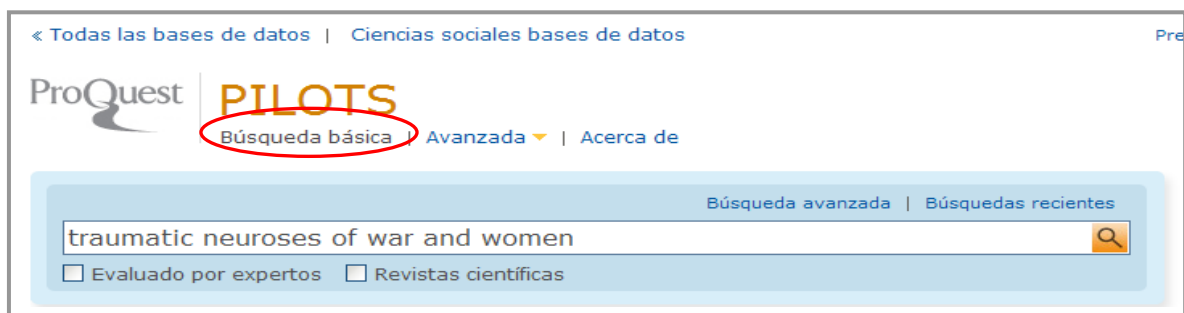 « Todas las bases de datos | Ciencias sociales bases de datos Pre
ProQuest PILOTS
Búsqueda básica | Avanzada | Acerca de
Búsqueda avanzada | Búsquedas recientes
traumatic neuroses of war and women
Evaluado por expertos Revistas científicas